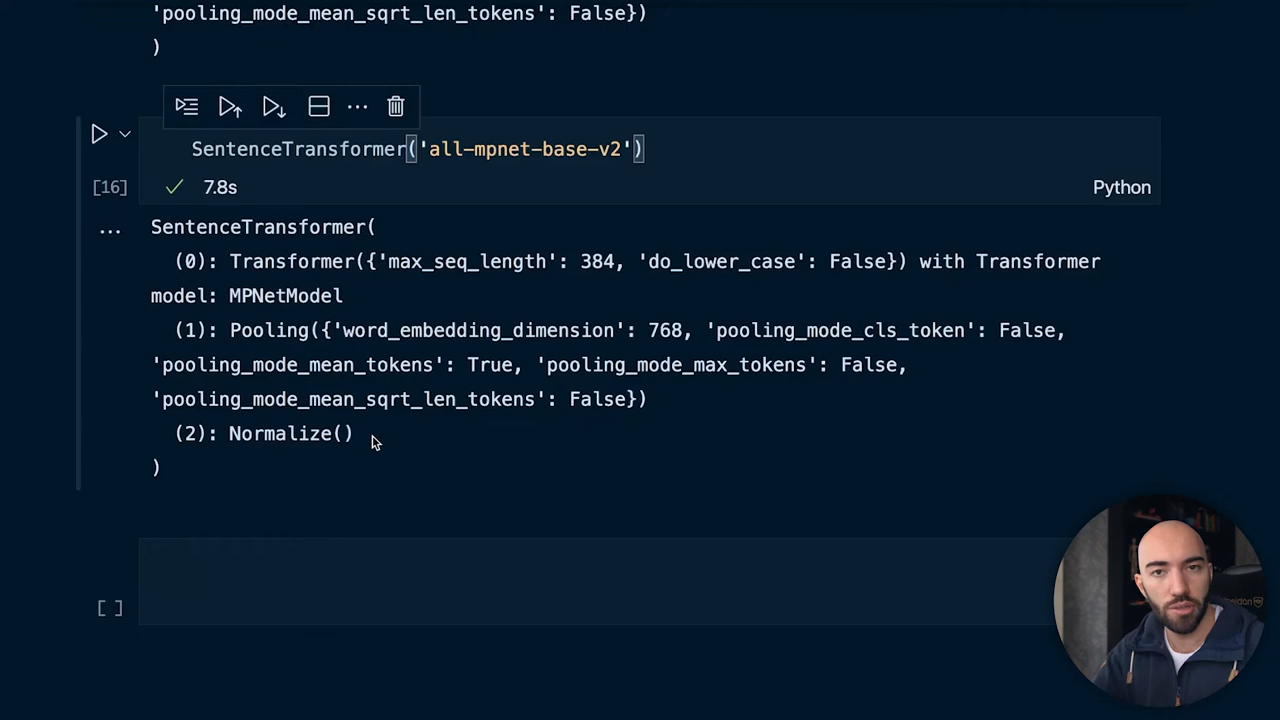 'pooling_mode_mean_sqrt_len_tokens': False})
)
SentenceTransformer('all-mpnet-base-v2')
[16]
7.8s
Python
... SentenceTransformer(
(0): Transformer({'max_seq_length': 384, 'do_lower_case': False}) with Transformer
model: MPNetModel
(1): Pooling({'word_embedding_dimension': 768, 'pooling_mode_cls_token': False,
'pooling_mode_mean_tokens': True, 'pooling_mode_max_tokens': False,
'pooling_mode_mean_sqrt_len_tokens': False})
(2): Normalize()
)
[ ]